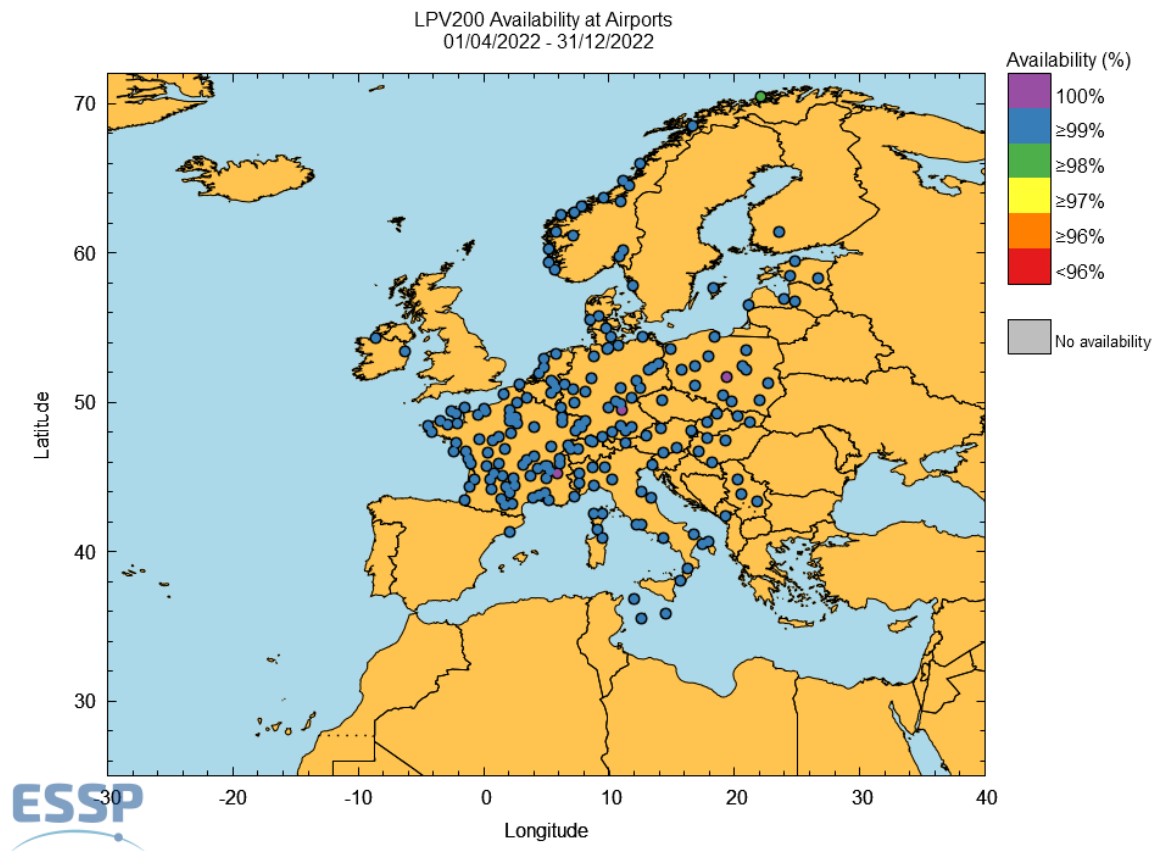 LPV200 Availability at Airports
01/04/2022 - 31/12/2022
Availability (%)
100%
≥99%
≥98%
≥97%
≥96%
<96%
No availability
70
60
50
40
30
Latitude
-30
-20
-10
0
10
20
30
40
Longitude
ESSP